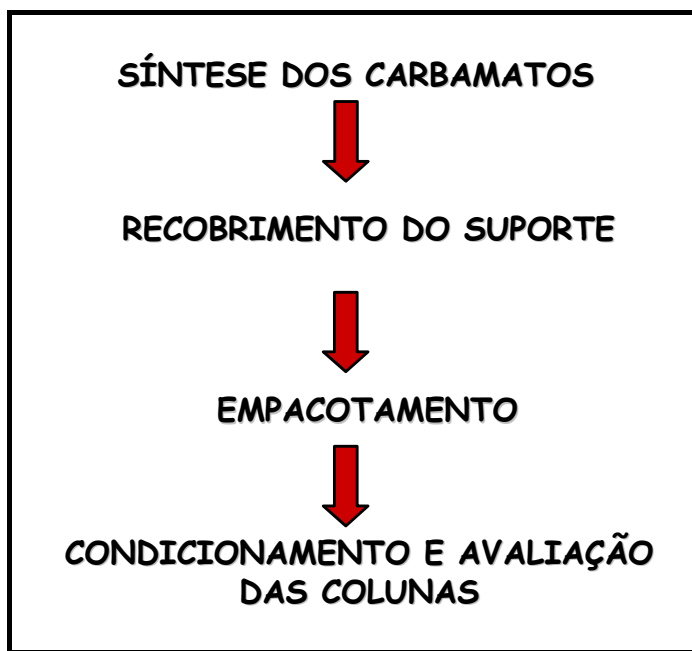 SÍNTESE DOS CARBAMATOS
RECOBRIMENTO DO SUPORTE
EMPACOTAMENTO
CONDICIONAMENTO E AVALIAÇÃO
DAS COLUNAS